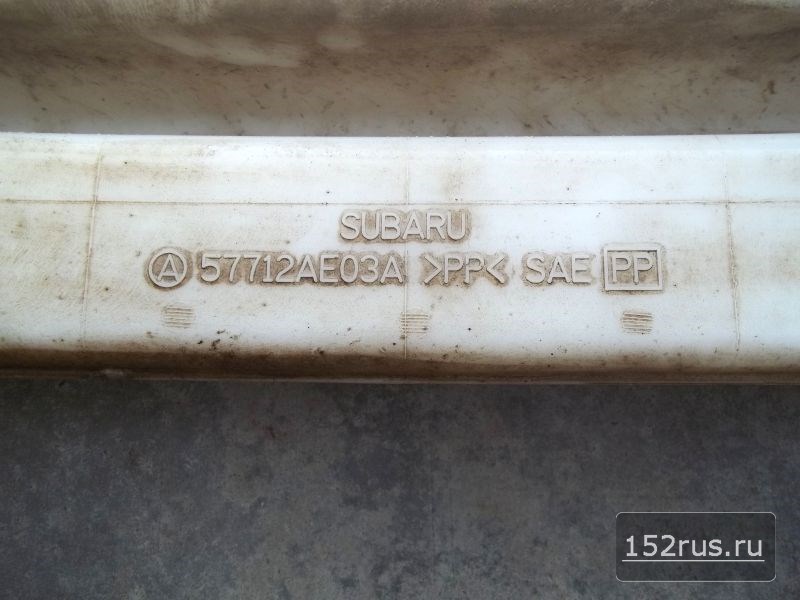 SUBARU
Ⓐ 57712AE03A >PP< SAE PP
152rus.ru